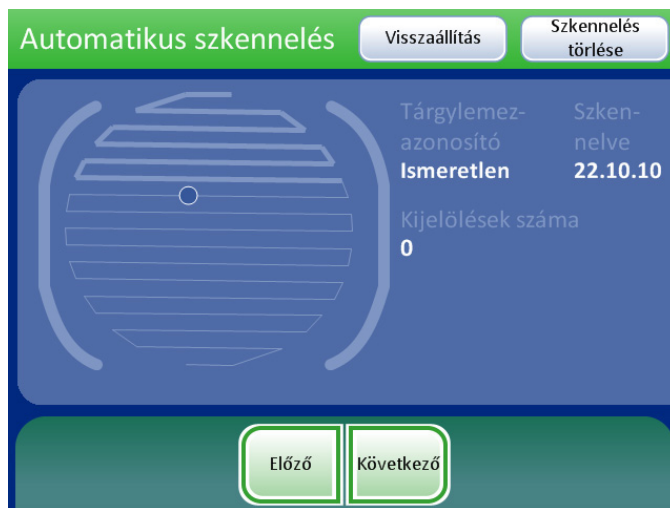 Automatikus szkennelés
Visszaállítás
Szkennelés
törlése
Tárgylemez-
azonosító
Ismeretlen
Szken-
nelve
22.10.10
Kijelölések száma
0
Előző
Következő